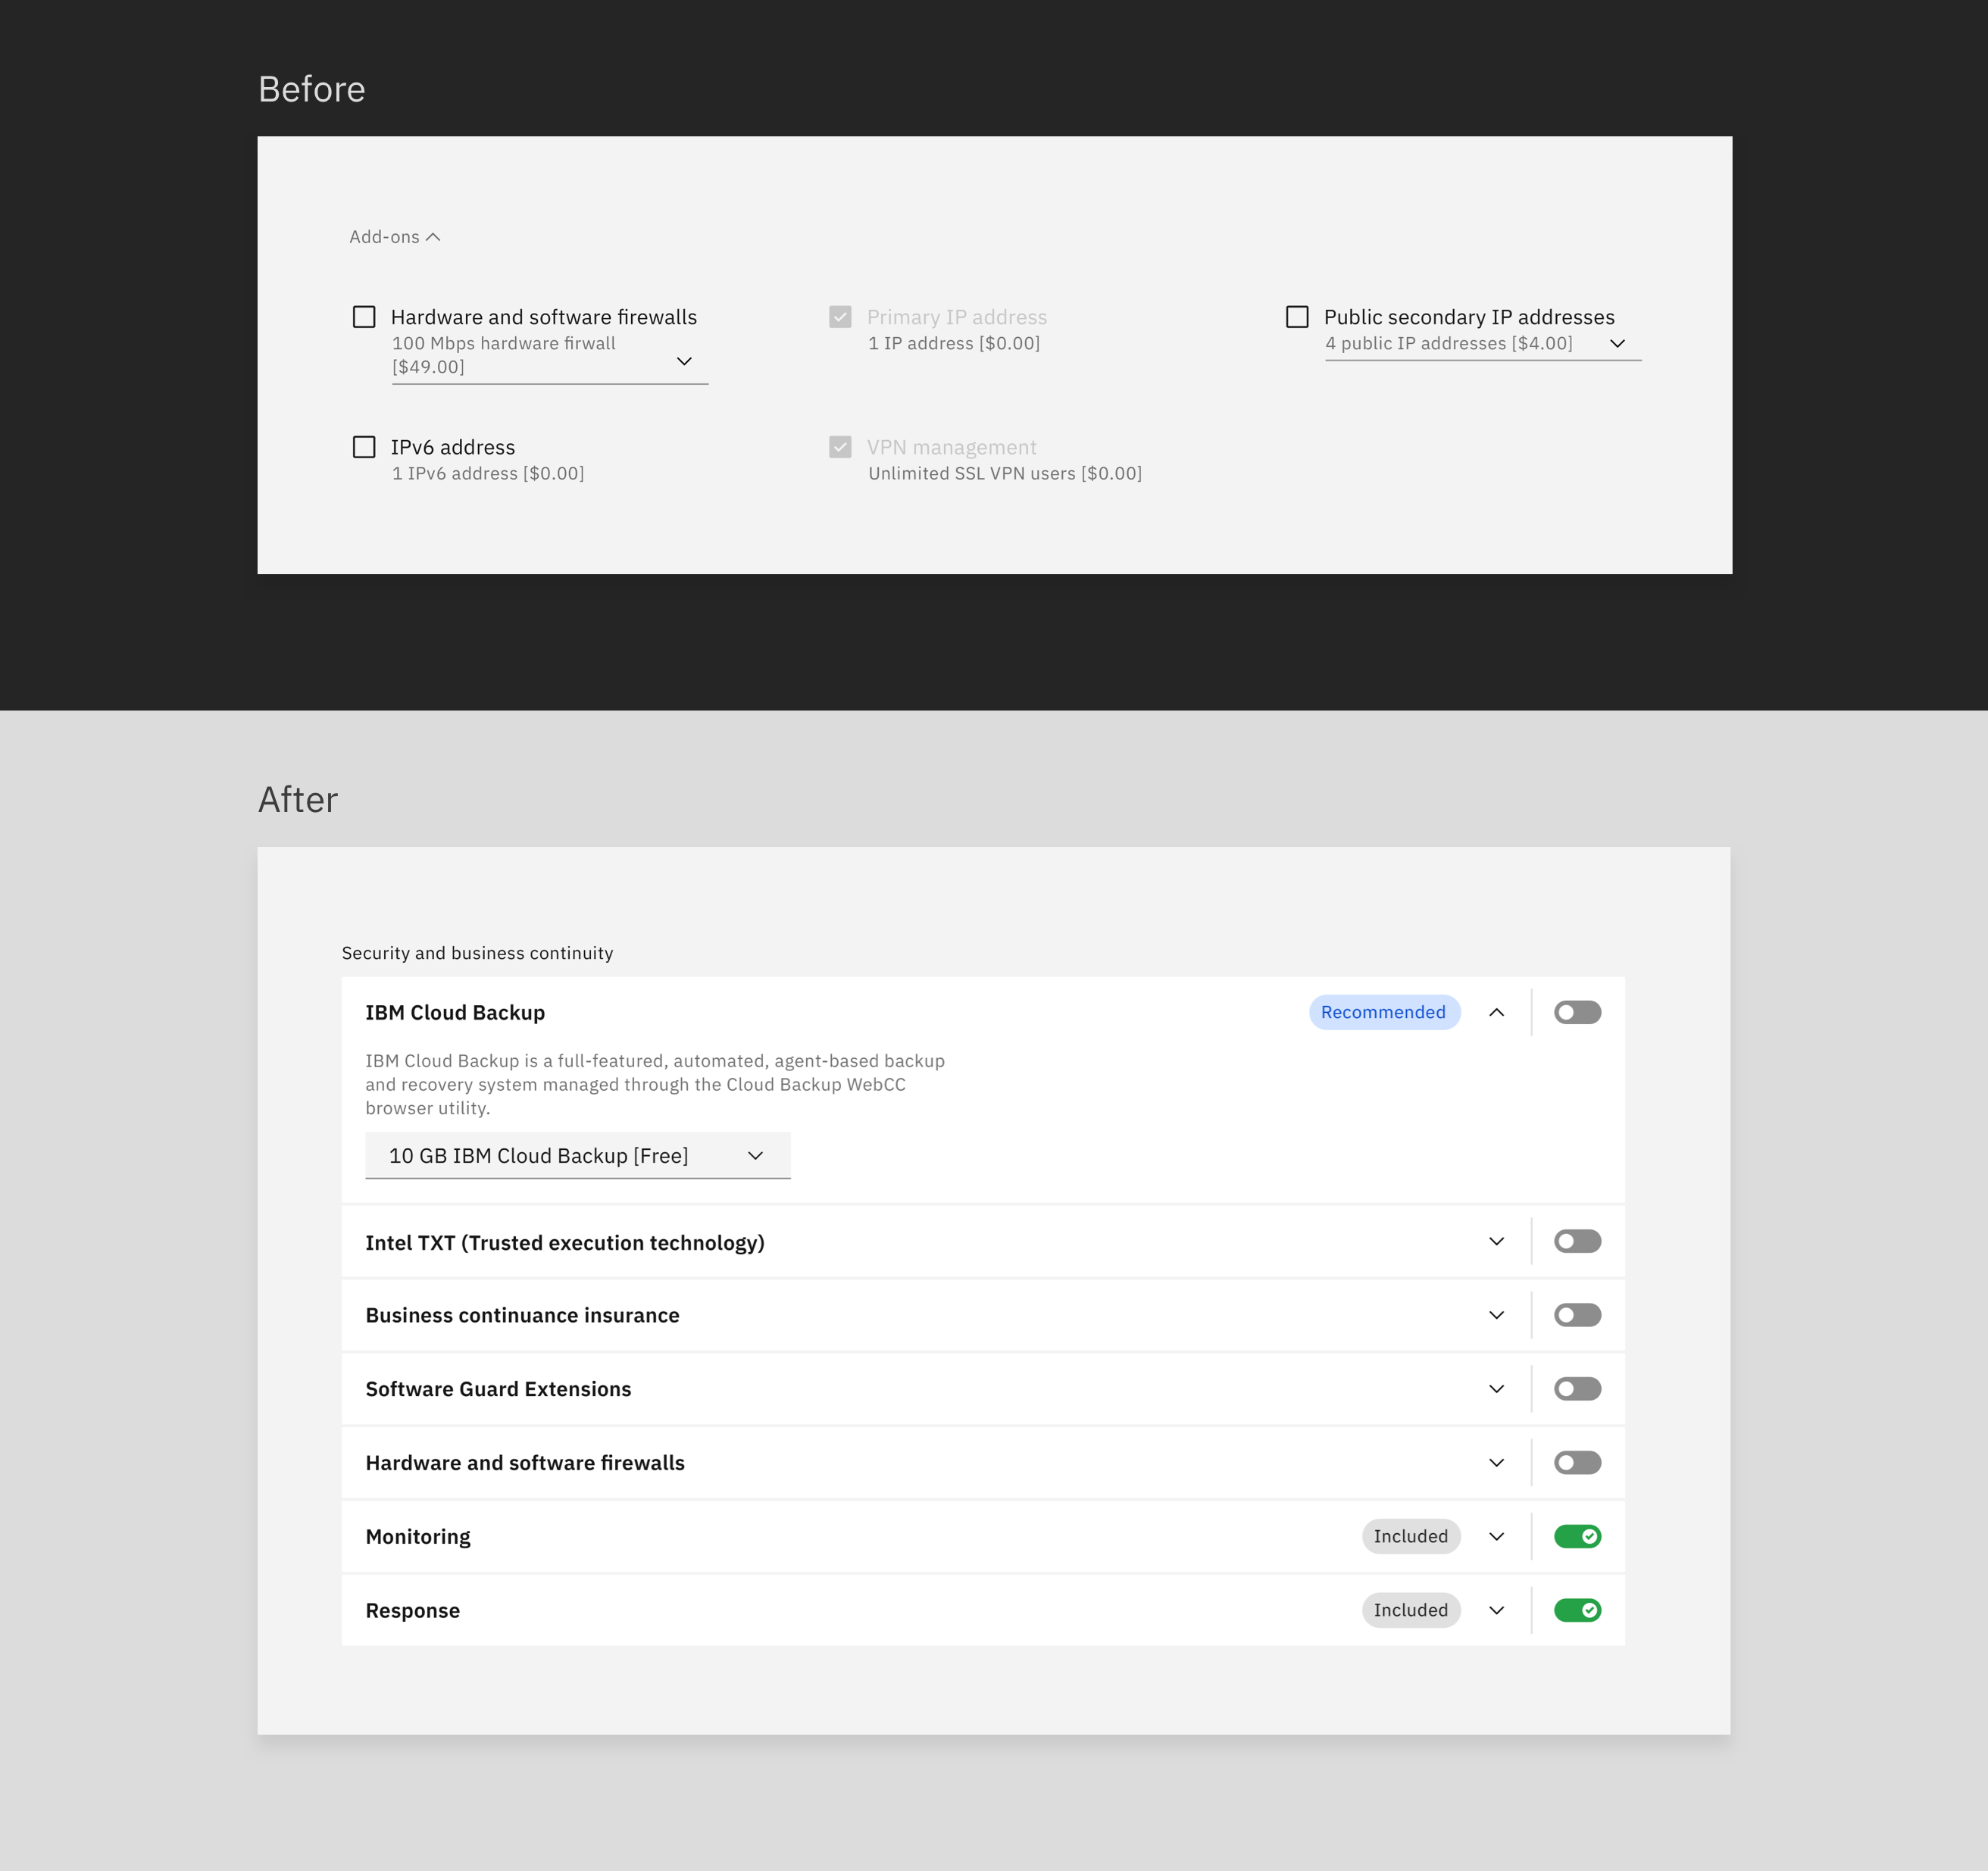 Before
Add-ons
Hardware and software firewalls
100 Mbps hardware firwall
[$49.00]
Primary IP address
1 IP address [$0.00]
Public secondary IP addresses
4 public IP addresses [$4.00]
IPv6 address
1 IPv6 address [$0.00]
VPN management
Unlimited SSL VPN users [$0.00]
After
Security and business continuity
IBM Cloud Backup
Recommended
IBM Cloud Backup is a full-featured, automated, agent-based backup
and recovery system managed through the Cloud Backup WebCC
browser utility.
10 GB IBM Cloud Backup [Free]
Intel TXT (Trusted execution technology)
Business continuance insurance
Software Guard Extensions
Hardware and software firewalls
Monitoring
Included
Response
Included